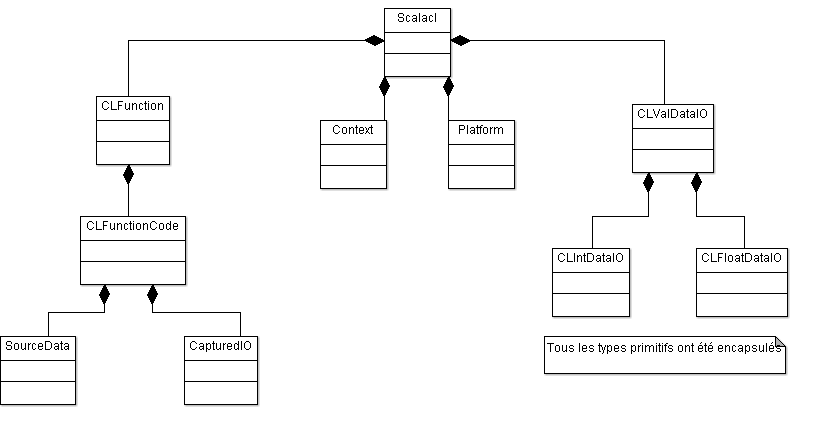 Scalacl
CLFunction
Context
Platform
CLValDataIO
CLFunctionCode
CLIntDataIO
CLFloatDataIO
SourceData
CapturedIO
Tous les types primitifs ont été encapsulés